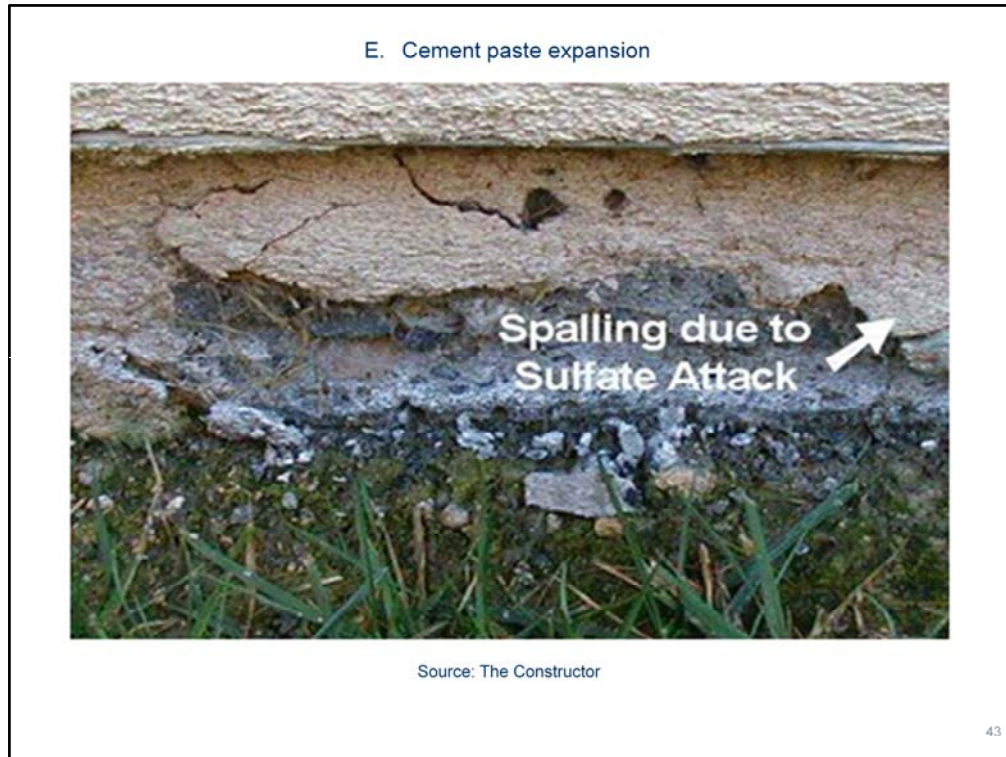 E. Cement paste expansion
Spalling due to
Sulfate Attack
Source: The Constructor
43